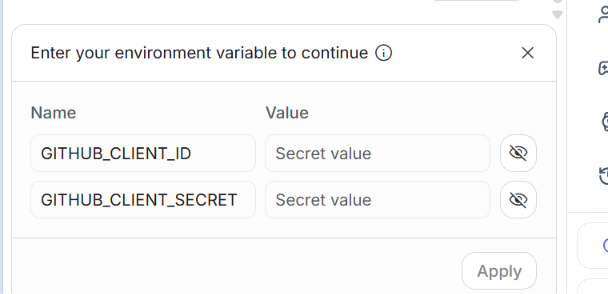 Enter your environment variable to continue
Name Value
GITHUB_CLIENT_ID Secret value
GITHUB_CLIENT_SECRET Secret value
Apply